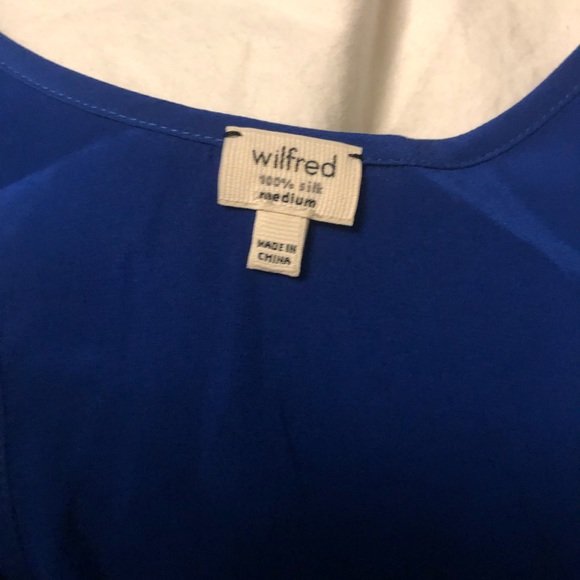 wilfred
100% silk
medium
MADE IN
CHINA